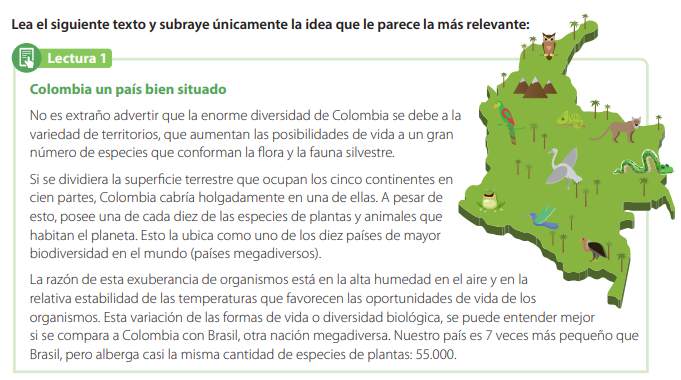 Lea el siguiente texto y subraye únicamente la idea que le parece la más relevante:
Lectura 1
Colombia un país bien situado
No es extraño advertir que la enorme diversidad de Colombia se debe a la
variedad de territorios, que aumentan las posibilidades de vida a un gran
número de especies que conforman la flora y la fauna silvestre.
Si se dividiera la superficie terrestre que ocupan los cinco continentes en
cien partes, Colombia cabría holgadamente en una de ellas. A pesar de
esto, posee una de cada diez de las especies de plantas y animales que
habitan el planeta. Esto la ubica como uno de los diez países de mayor
biodiversidad en el mundo (países megadiversos).
La razón de esta exuberancia de organismos está en la alta humedad en el aire y en la
relativa estabilidad de las temperaturas que favorecen las oportunidades de vida de los
organismos. Esta variación de las formas de vida o diversidad biológica, se puede entender mejor
si se compara a Colombia con Brasil, otra nación megadiversa. Nuestro país es 7 veces más pequeño que
Brasil, pero alberga casi la misma cantidad de especies de plantas: 55.000.